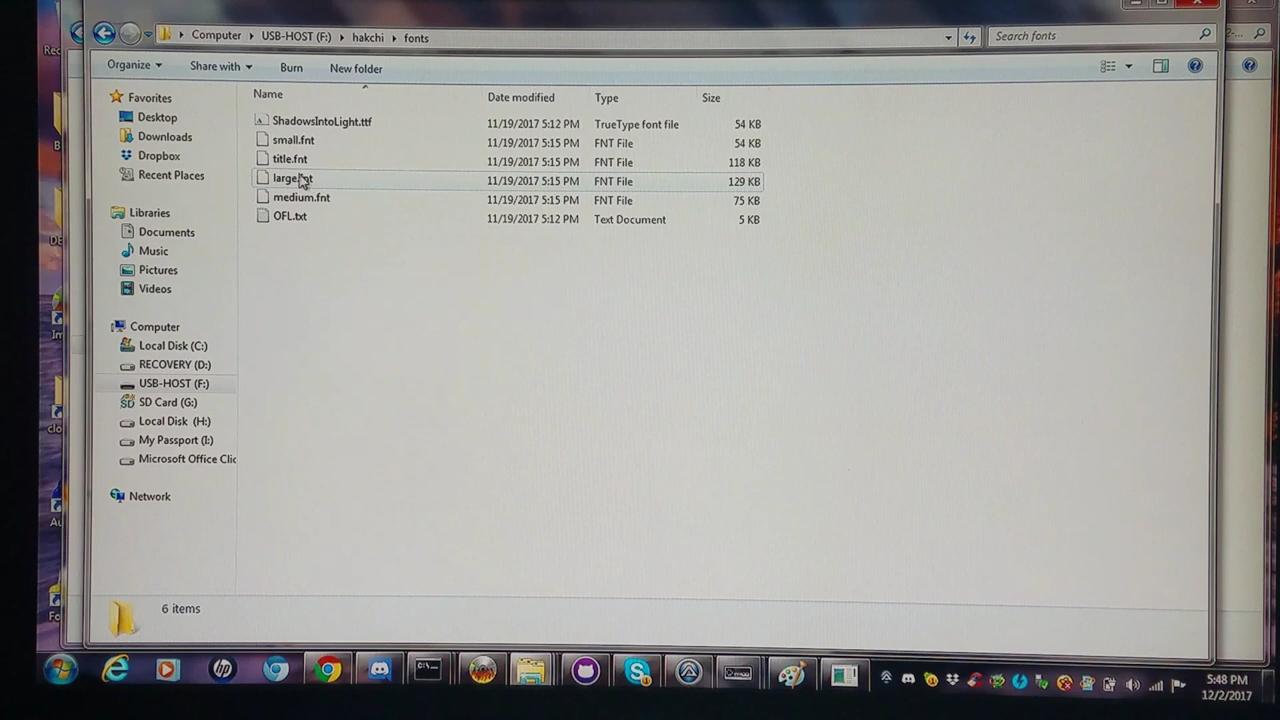 Computer ▸ USB-HOST (F:) ▸ hakchi ▸ fonts
Search fonts
Organize
Share with
Burn
New folder
Name Date modified Type Size
ShadowsIntoLight.ttf 11/19/2017 5:12 PM TrueType font file 54 KB
small.fnt 11/19/2017 5:15 PM FNT File 54 KB
title.fnt 11/19/2017 5:15 PM FNT File 118 KB
large.fnt 11/19/2017 5:15 PM FNT File 129 KB
medium.fnt 11/19/2017 5:15 PM FNT File 75 KB
OFL.txt 11/19/2017 5:12 PM Text Document 5 KB
Favorites
Desktop
Downloads
Dropbox
Recent Places
Libraries
Documents
Music
Pictures
Videos
Computer
Local Disk (C:)
RECOVERY (D:)
USB-HOST (F:)
SD Card (G:)
Local Disk (H:)
My Passport (I:)
Microsoft Office Clic
Network
6 items
Rec
5:48 PM
12/2/2017